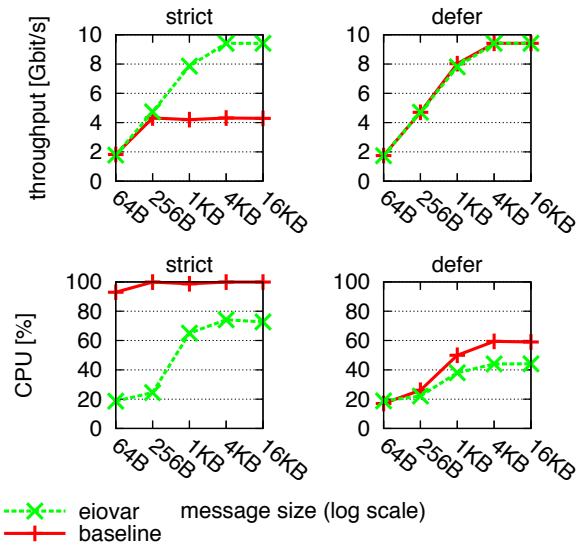 strict
defer
throughput [Gbit/s]
10
8
6
4
2
0
64B
256B
1KB
4KB
16KB
10
8
6
4
2
0
64B
256B
1KB
4KB
16KB
strict
defer
CPU [%]
100
80
60
40
20
0
64B
256B
1KB
4KB
16KB
100
80
60
40
20
0
64B
256B
1KB
4KB
16KB
eiovar
message size (log scale)
baseline